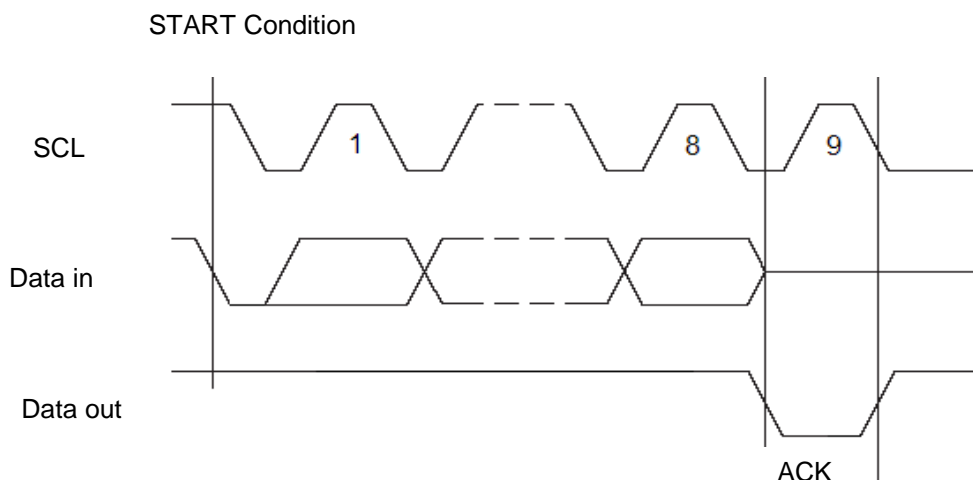 START Condition
SCL
1
8
9
Data in
Data out
ACK